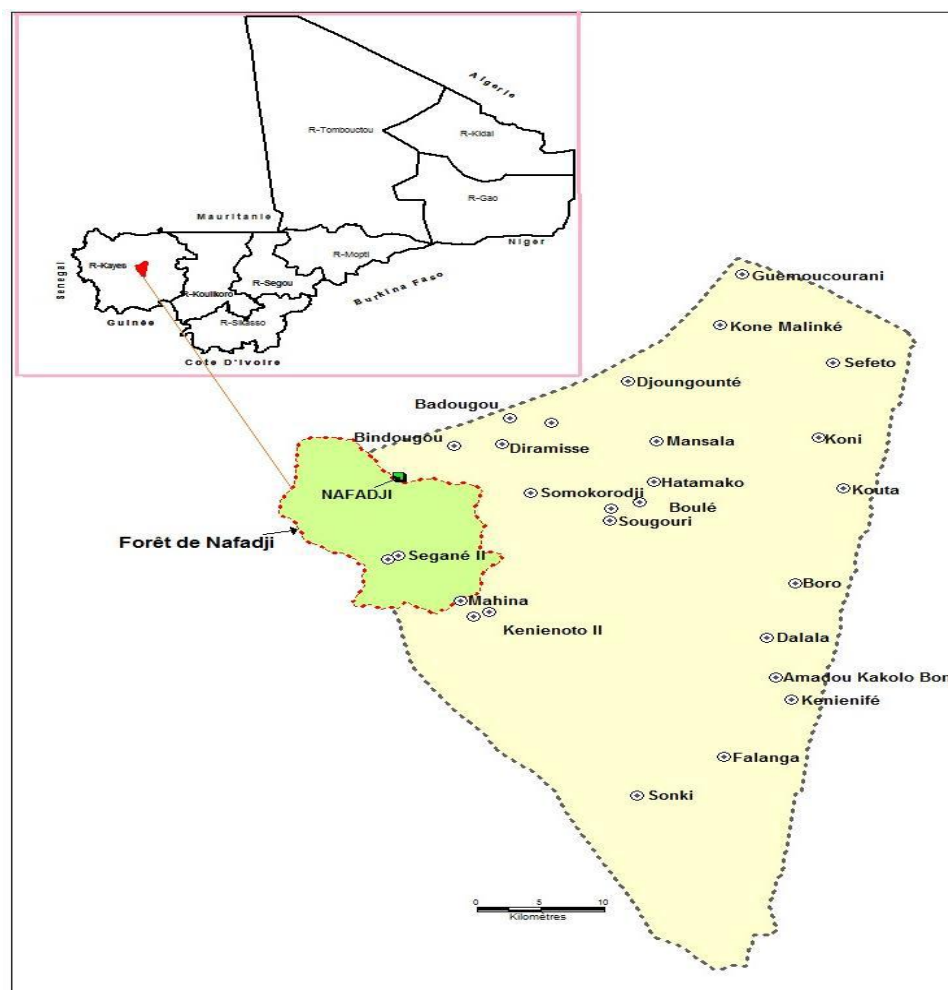 Algerie
R-Tombouctou
R-Kidal
R-Gao
Mauritanie
Niger
R-Mopti
Senegal
R-Kayes
R-Segou
R-Koulikoro
Burkina Faso
R-Sikasso
Guinée
Cote D'Ivoire
Guémoucourani
Kone Malinké
Sefeto
Djoungounté
Badougou
Bindougou
Diramisse
Mansala
Koni
NAFADJI
Somokorodji
Hatamako
Kouta
Boulé
Sougouri
Forêt de Nafadji
Segané II
Boro
Mahina
Kenienoto II
Dalala
Amadou Kakolo Bon
Kenienifé
Falanga
Sonki
0 5 10
Kilomètres